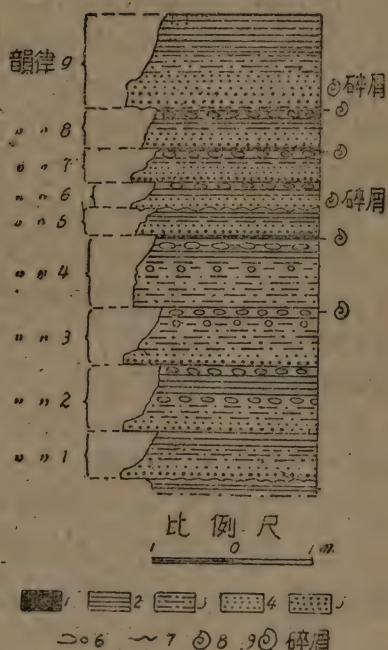 韻律 9
碎屑
〃 〃 8
〃 〃 7
〃 〃 6
碎屑
〃 〃 5
〃 〃 4
〃 〃 3
〃 〃 2
〃 〃 1
比例尺
1 0 1 m.
1 2 3 4 5
6 7 8 9 碎屑